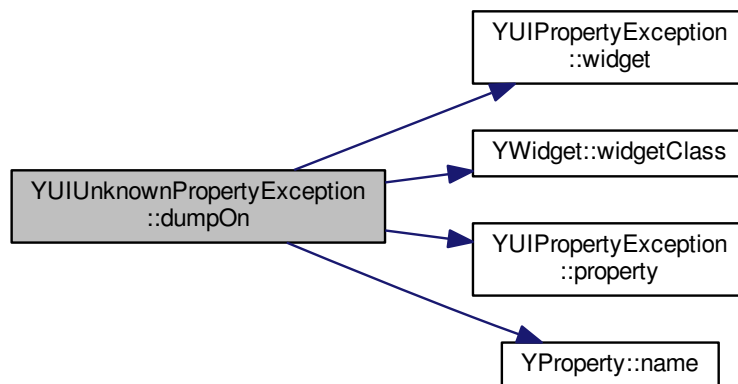 YUIPropertyException
::widget
YWidget::widgetClass
YUIUnknownPropertyException
::dumpOn
YUIPropertyException
::property
YProperty::name